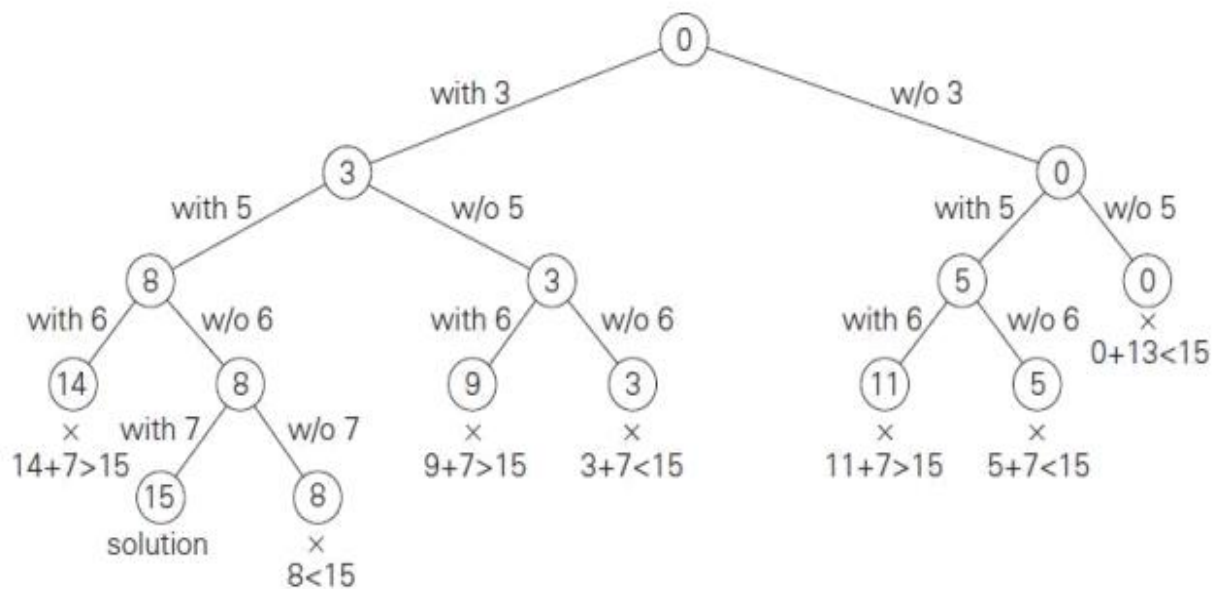 0
with 3
w/o 3
3
0
with 5
w/o 5
with 5
w/o 5
8
3
5
0
with 6
w/o 6
with 6
w/o 6
with 6
w/o 6
×
0+13<15
14
8
9
3
11
5
×
with 7
w/o 7
×
×
×
×
14+7>15
9+7>15
3+7<15
11+7>15
5+7<15
15
8
solution
×
8<15